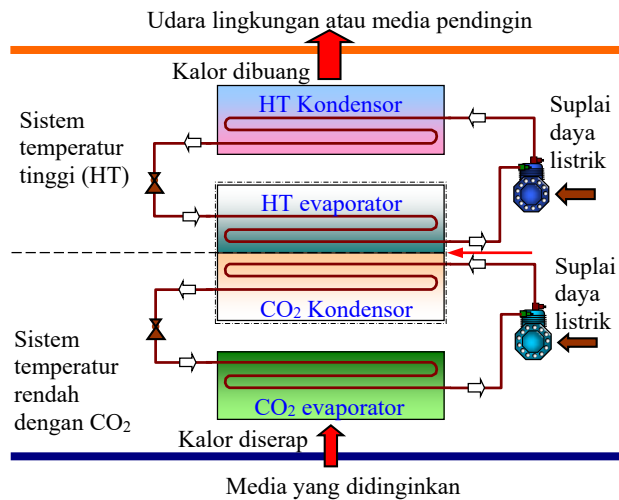 Udara lingkungan atau media pendingin
Kalor dibuang
HT Kondensor
Sistem
temperatur
tinggi (HT)
Suplai
daya
listrik
HT evaporator
CO₂ Kondensor
Suplai
daya
listrik
Sistem
temperatur
rendah
dengan CO₂
CO₂ evaporator
Kalor diserap
Media yang didinginkan